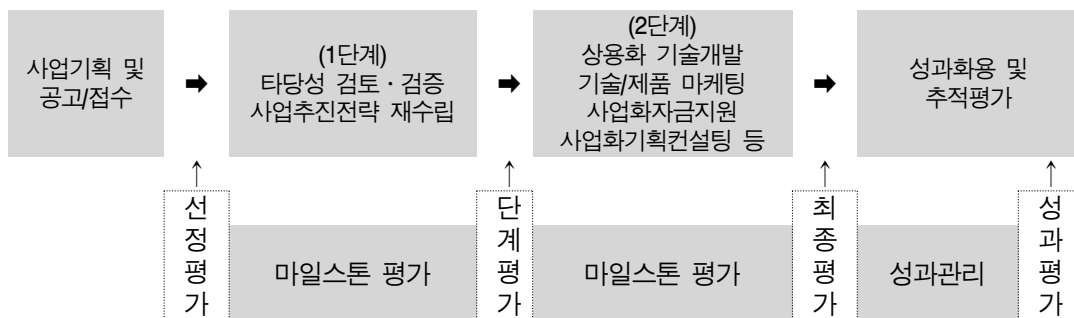 사업기획 및
공고/접수
➡
(1단계)
타당성 검토·검증
사업추진전략 재수립
➡
(2단계)
상용화 기술개발
기술/제품 마케팅
사업화자금지원
사업화기획컨설팅 등
➡
성과화용 및
추적평가
↑
↑
↑
↑
선정평가
마일스톤 평가
단계평가
마일스톤 평가
최종평가
성과관리
성과평가